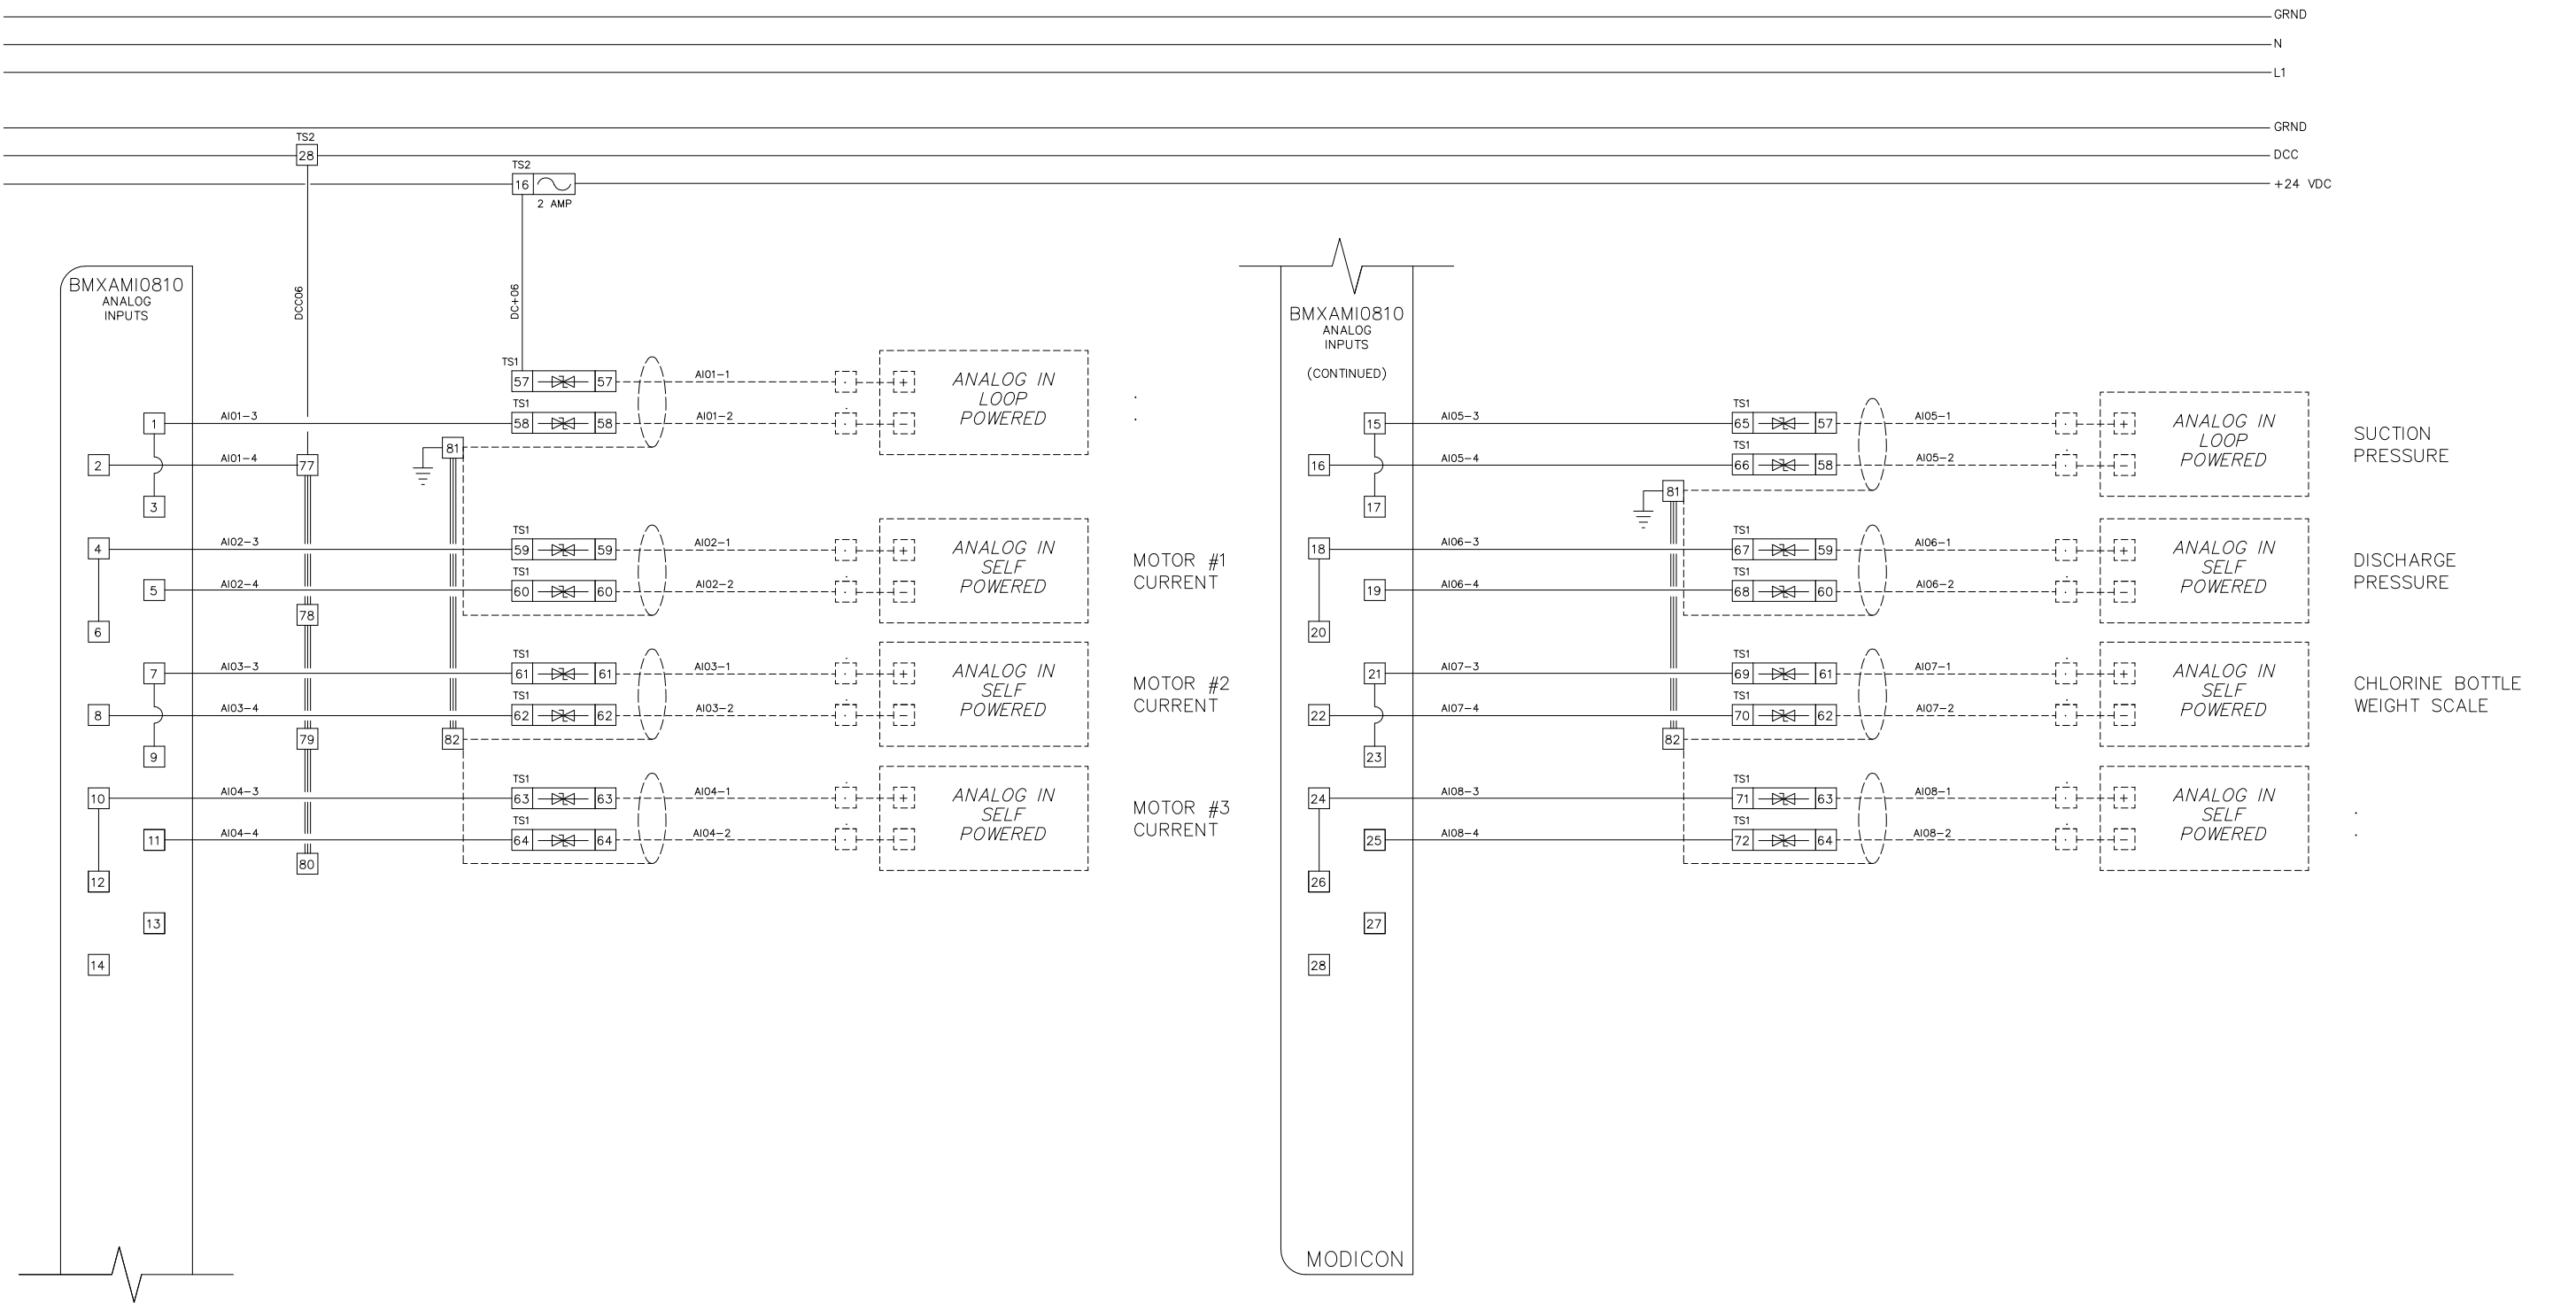 GRND
N
L1
GRND
TS2
28
DCC
TS2
16
+24 VDC
2 AMP
BMXAMI0810
ANALOG
INPUTS
DCC06
DC+06
TS1
57 57 AI01-1 · + ANALOG IN
LOOP
POWERED
.
.
1 AI01-3 TS1 58 58 AI01-2 · −
81
2 AI01-4 77
3
4 AI02-3 TS1 59 59 AI02-1 · + ANALOG IN
SELF
POWERED
MOTOR #1
CURRENT
5 AI02-4 TS1 60 60 AI02-2 · −
78
6
7 AI03-3 TS1 61 61 AI03-1 · + ANALOG IN
SELF
POWERED
MOTOR #2
CURRENT
8 AI03-4 TS1 62 62 AI03-2 · −
79 82
9
10 AI04-3 TS1 63 63 AI04-1 · + ANALOG IN
SELF
POWERED
MOTOR #3
CURRENT
11 AI04-4 TS1 64 64 AI04-2 · −
80
12
13
14
BMXAMI0810
ANALOG
INPUTS
(CONTINUED)
15 AI05-3 TS1 65 57 AI05-1 · + ANALOG IN
LOOP
POWERED
SUCTION
PRESSURE
16 AI05-4 TS1 66 58 AI05-2 · −
81
17
18 AI06-3 TS1 67 59 AI06-1 · + ANALOG IN
SELF
POWERED
DISCHARGE
PRESSURE
19 AI06-4 TS1 68 60 AI06-2 · −
20
21 AI07-3 TS1 69 61 AI07-1 · + ANALOG IN
SELF
POWERED
CHLORINE BOTTLE
WEIGHT SCALE
22 AI07-4 TS1 70 62 AI07-2 · −
82
23
24 AI08-3 TS1 71 63 AI08-1 · + ANALOG IN
SELF
POWERED
.
.
25 AI08-4 TS1 72 64 AI08-2 · −
26
27
28
MODICON